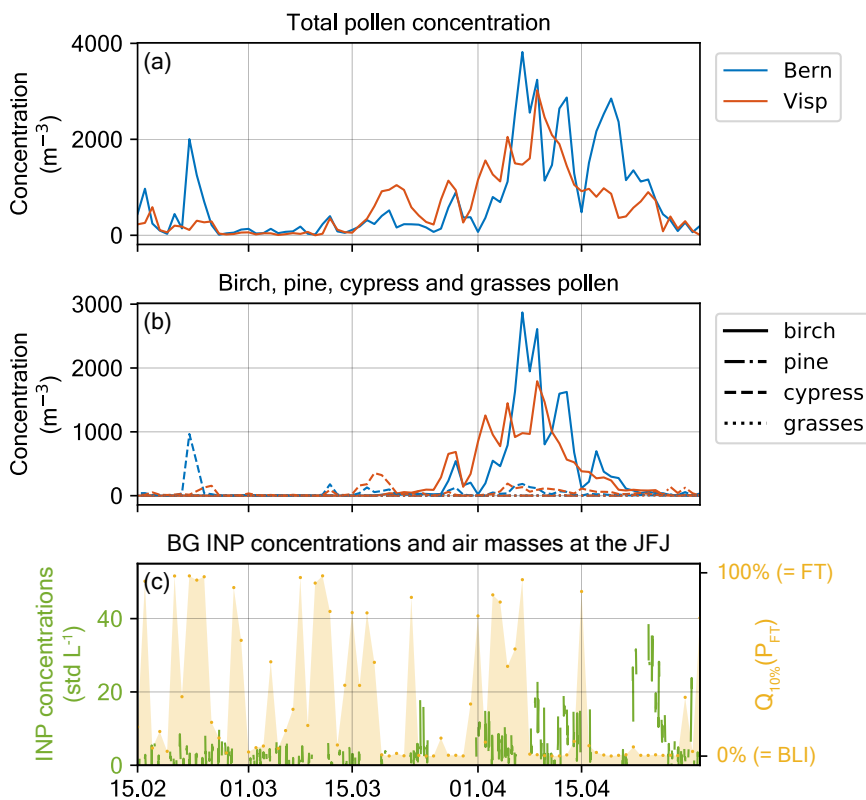 Total pollen concentration
(a)
4000
2000
0
Concentration
(m⁻³)
Bern
Visp
Birch, pine, cypress and grasses pollen
(b)
3000
2000
1000
0
Concentration
(m⁻³)
birch
pine
cypress
grasses
BG INP concentrations and air masses at the JFJ
(c)
40
20
0
INP concentrations
(std L⁻¹)
100% (= FT)
0% (= BLI)
Q₁₀%(P_FT)
15.02
01.03
15.03
01.04
15.04